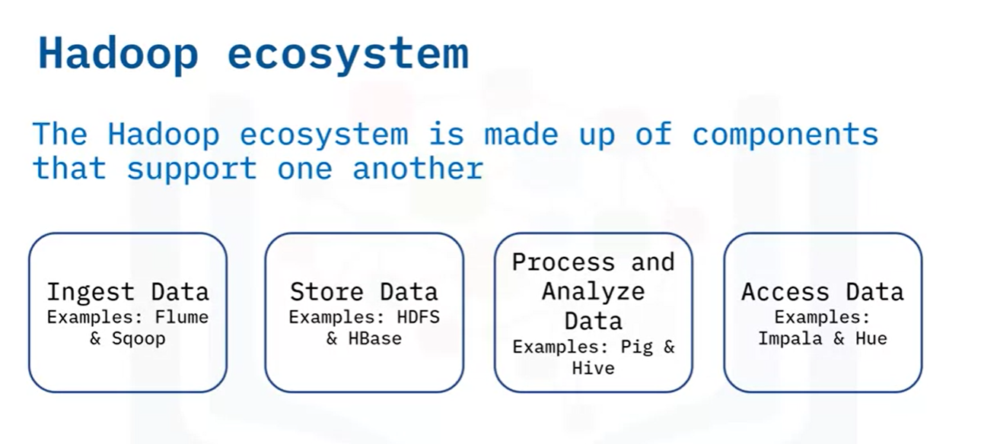 Hadoop ecosystem
The Hadoop ecosystem is made up of components
that support one another
Ingest Data
Examples: Flume
& Sqoop
Store Data
Examples: HDFS
& HBase
Process and
Analyze
Data
Examples: Pig &
Hive
Access Data
Examples:
Impala & Hue